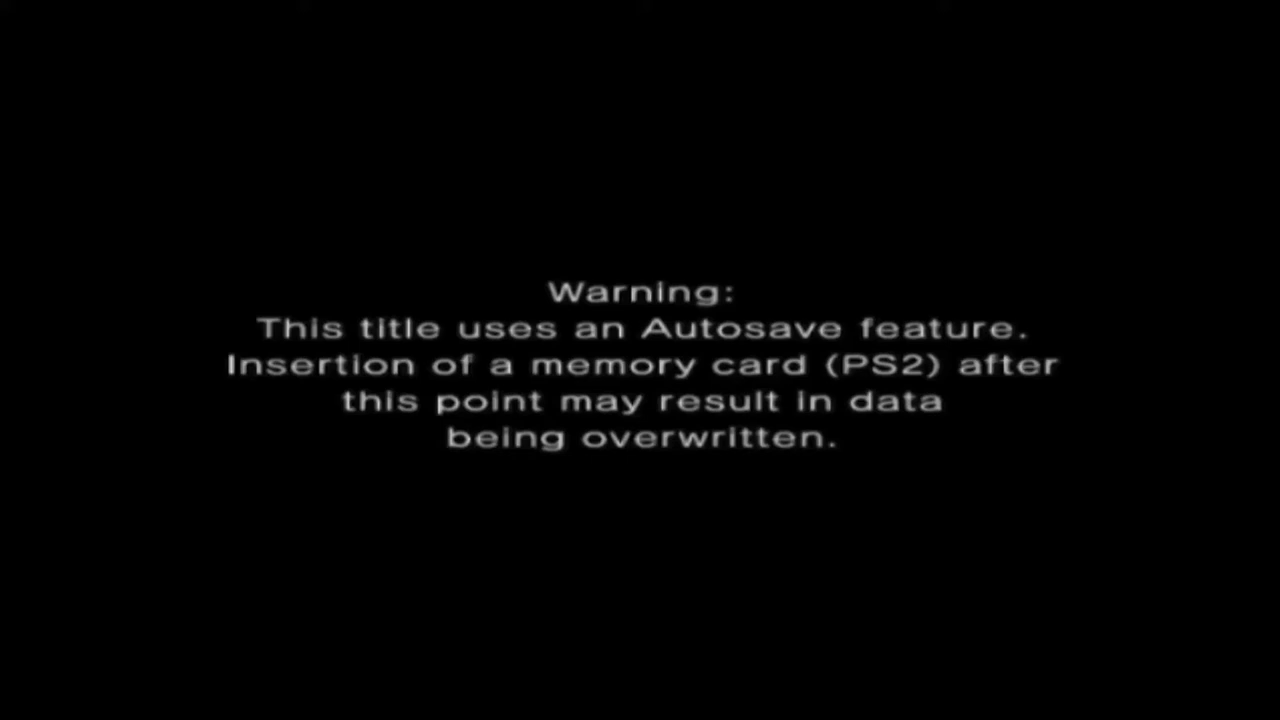 Warning:
This title uses an Autosave feature.
Insertion of a memory card (PS2) after
this point may result in data
being overwritten.